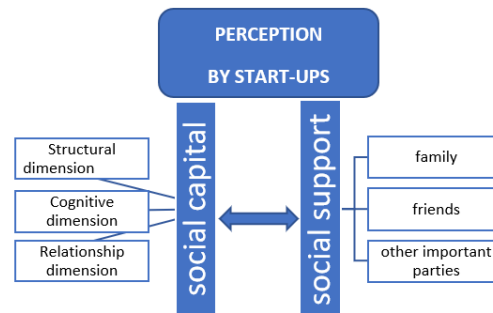 PERCEPTION
BY START-UPS
social capital
social support
Structural
dimension
Cognitive
dimension
Relationship
dimension
family
friends
other important
parties